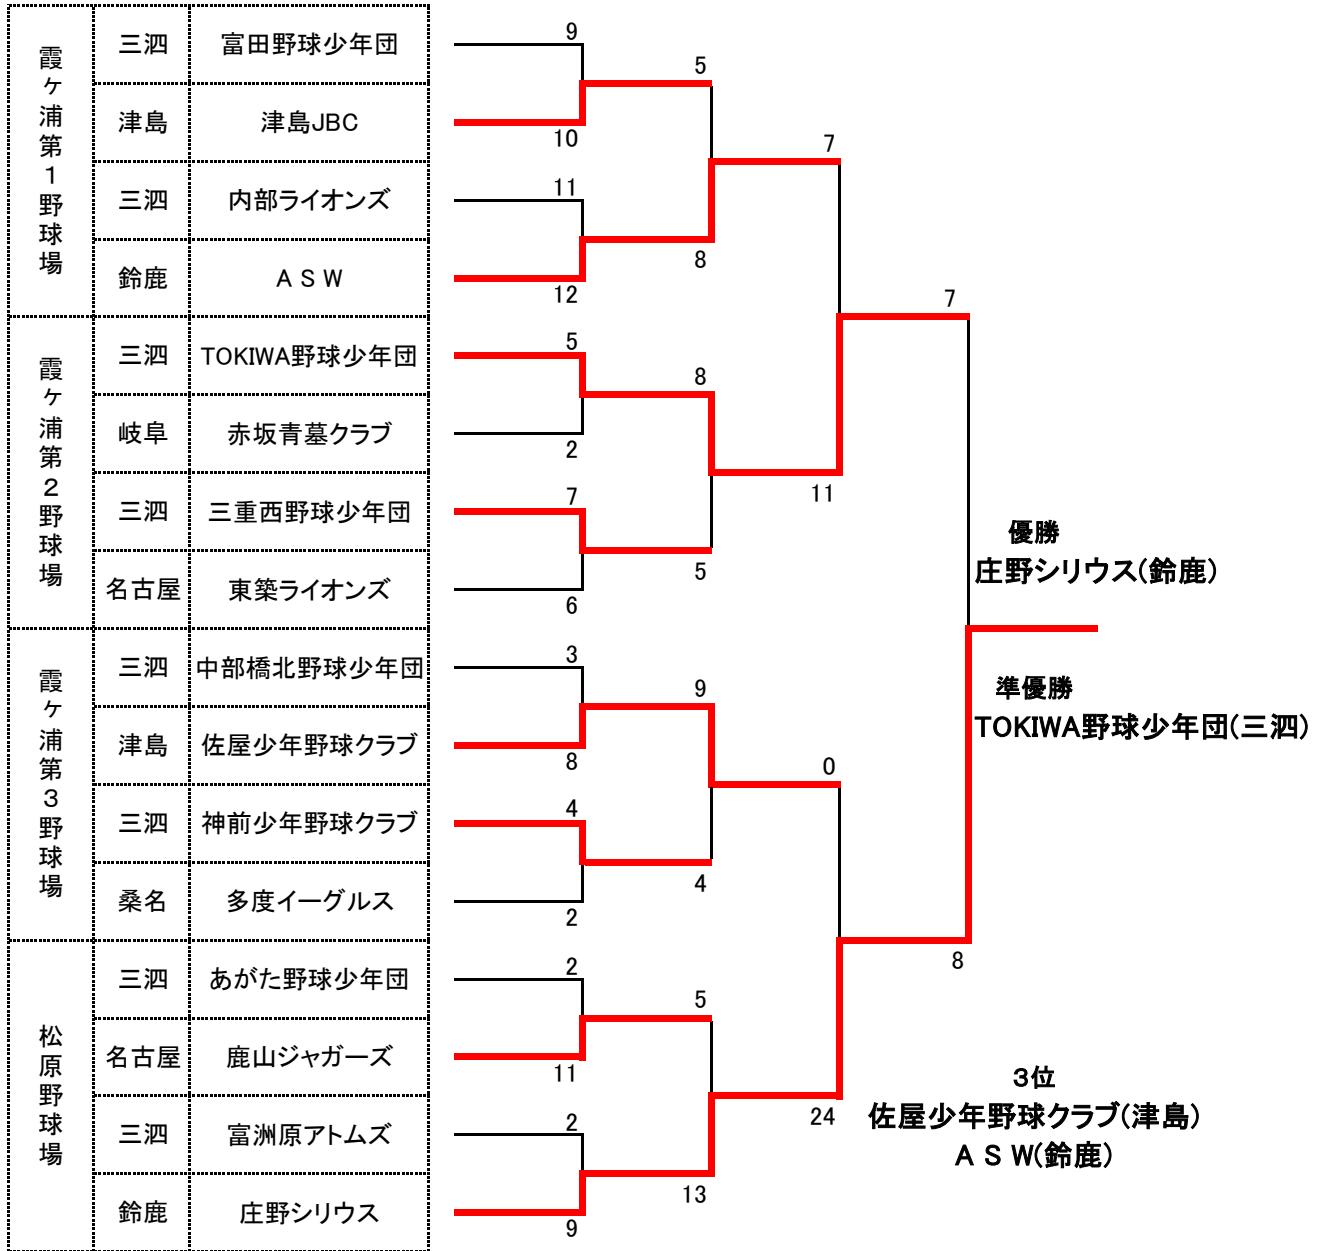 霞ヶ浦第１野球場
三泗 富田野球少年団 9
5
津島 津島JBC 10
7
三泗 内部ライオンズ 11
8
鈴鹿 ＡＳＷ 12
7
霞ヶ浦第２野球場
三泗 TOKIWA野球少年団 5
8
岐阜 赤坂青墓クラブ 2
11
三泗 三重西野球少年団 7
5
名古屋 東築ライオンズ 6
優勝
庄野シリウス(鈴鹿)
霞ヶ浦第３野球場
三泗 中部橋北野球少年団 3
9
準優勝
TOKIWA野球少年団(三泗)
津島 佐屋少年野球クラブ 8
0
三泗 神前少年野球クラブ 4
4
桑名 多度イーグルス 2
8
松原野球場
三泗 あがた野球少年団 2
5
名古屋 鹿山ジャガーズ 11
24
三泗 富洲原アトムズ 2
13
鈴鹿 庄野シリウス 9
３位
佐屋少年野球クラブ(津島)
ＡＳＷ(鈴鹿)